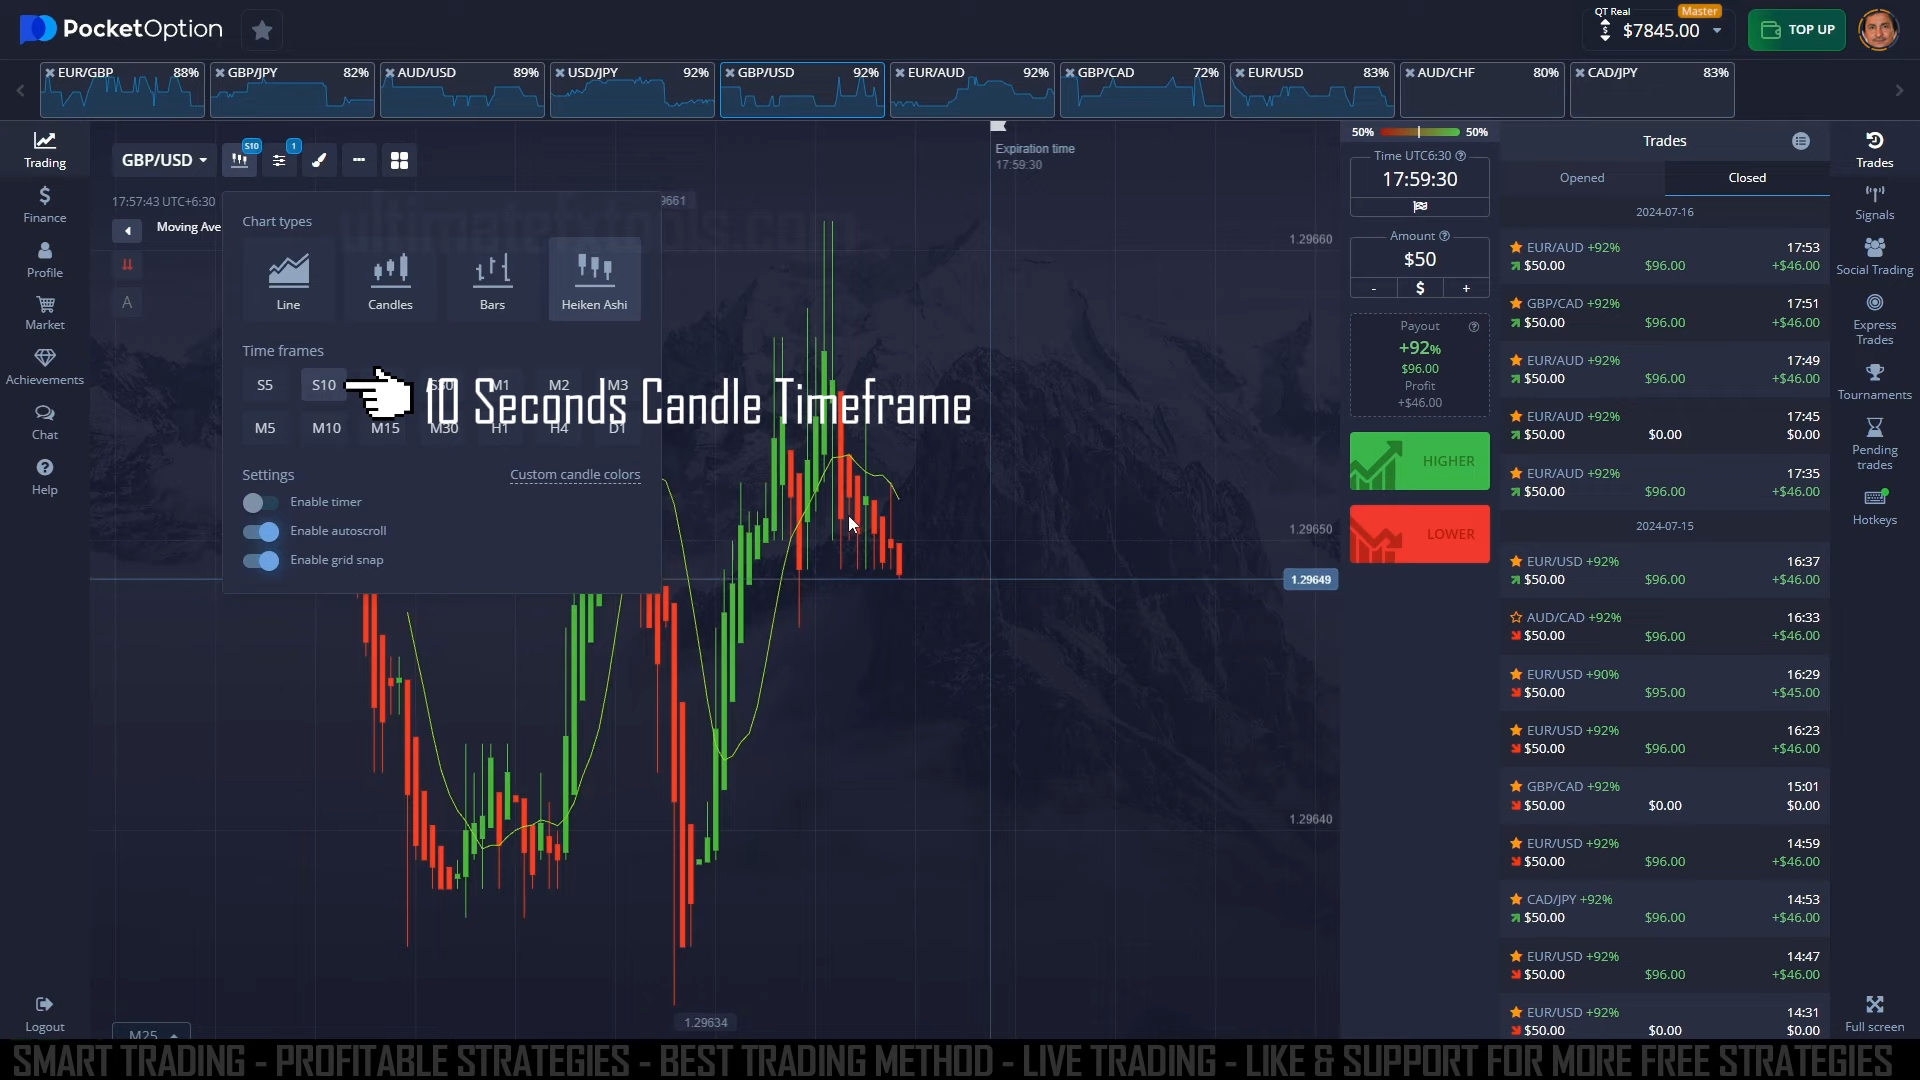 PocketOption
QT Real
Master
$7845.00
TOP UP
EUR/GBP 88%
GBP/JPY 82%
AUD/USD 89%
USD/JPY 92%
GBP/USD 92%
EUR/AUD 92%
GBP/CAD 72%
EUR/USD 83%
AUD/CHF 80%
CAD/JPY 83%
Trading
Finance
Profile
Market
Achievements
Chat
Help
Logout
GBP/USD
S10
1
17:57:43 UTC+6:30
Moving Ave
A
Chart types
Line
Candles
Bars
Heiken Ashi
Time frames
S5 S10 M1 M2 M3
M5 M10 M15 M30 H1 H4 D1
10 Seconds Candle Timeframe
Settings
Custom candle colors
Enable timer
Enable autoscroll
Enable grid snap
ultimatefxtools.com
9661
Expiration time
17:59:30
1.29660
1.29650
1.29649
1.29640
1.29634
M25
50% 50%
Time UTC6:30
17:59:30
Amount
$50
- $ +
Payout
+92%
$96.00
Profit
+$46.00
HIGHER
LOWER
Trades
Opened
Closed
2024-07-16
EUR/AUD +92% 17:53
$50.00 $96.00 +$46.00
GBP/CAD +92% 17:51
$50.00 $96.00 +$46.00
EUR/AUD +92% 17:49
$50.00 $96.00 +$46.00
EUR/AUD +92% 17:45
$50.00 $0.00 $0.00
EUR/AUD +92% 17:35
$50.00 $96.00 +$46.00
2024-07-15
EUR/USD +92% 16:37
$50.00 $96.00 +$46.00
AUD/CAD +92% 16:33
$50.00 $96.00 +$46.00
EUR/USD +90% 16:29
$50.00 $95.00 +$45.00
EUR/USD +92% 16:23
$50.00 $96.00 +$46.00
GBP/CAD +92% 15:01
$50.00 $0.00 $0.00
EUR/USD +92% 14:59
$50.00 $96.00 +$46.00
CAD/JPY +92% 14:53
$50.00 $96.00 +$46.00
EUR/USD +92% 14:47
$50.00 $96.00 +$46.00
EUR/USD +92% 14:31
$50.00 $0.00 $0.00
Trades
Signals
Social Trading
Express
Trades
Tournaments
Pending
trades
Hotkeys
Full screen
SMART TRADING - PROFITABLE STRATEGIES - BEST TRADING METHOD - LIVE TRADING - LIKE & SUPPORT FOR MORE FREE STRATEGIES